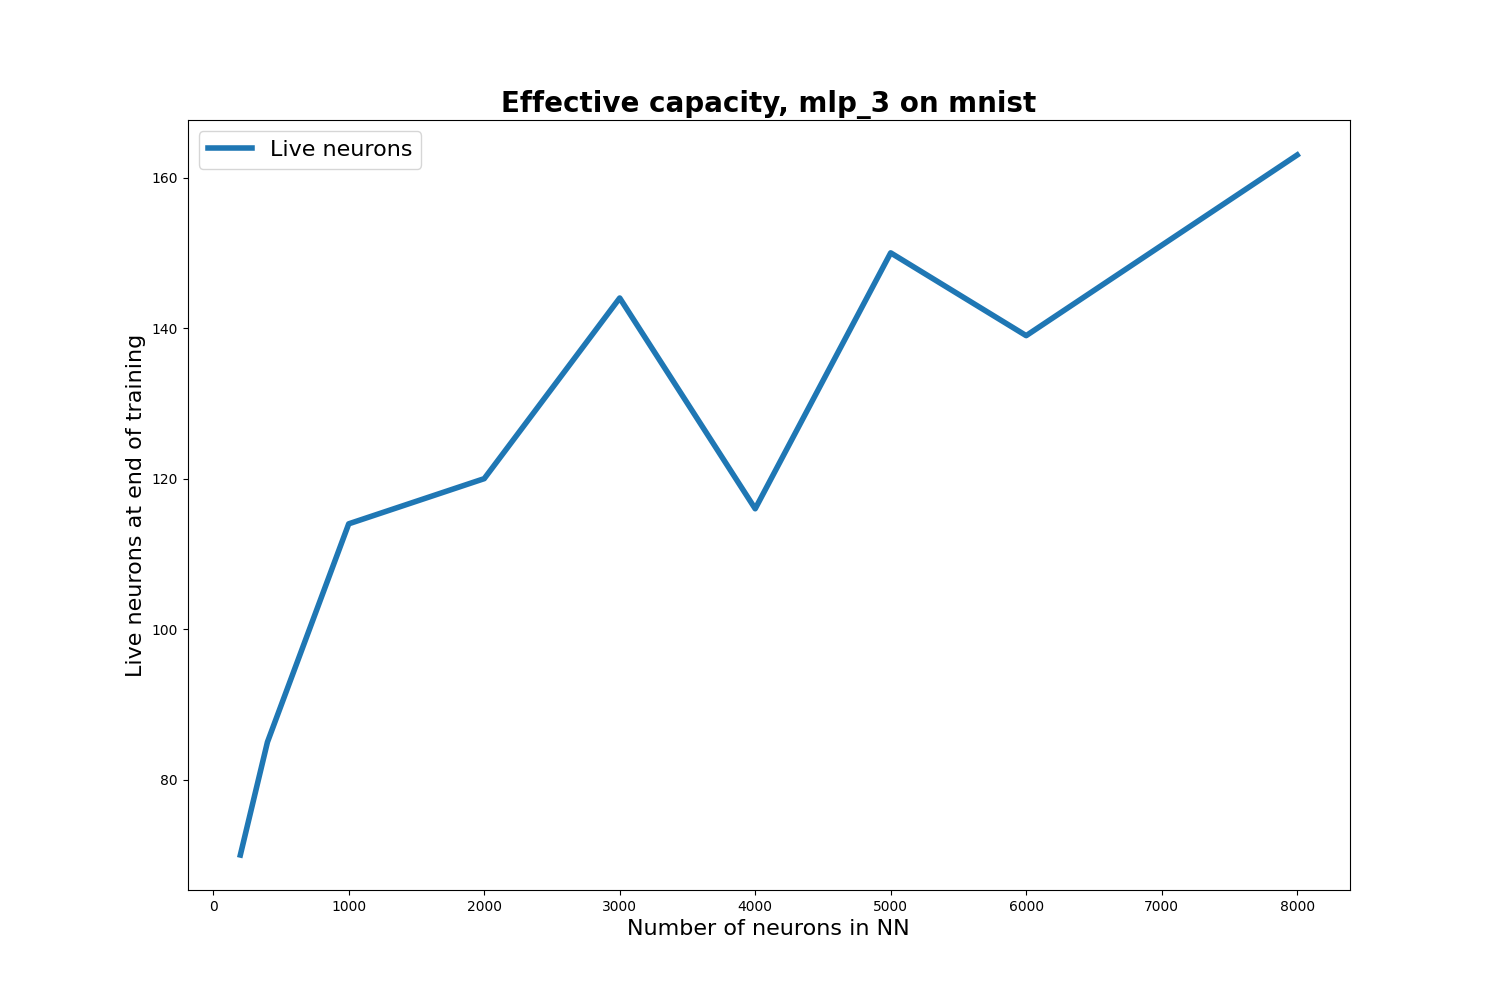 Effective capacity, mlp_3 on mnist
Live neurons
160
140
120
100
80
Live neurons at end of training
0 1000 2000 3000 4000 5000 6000 7000 8000
Number of neurons in NN